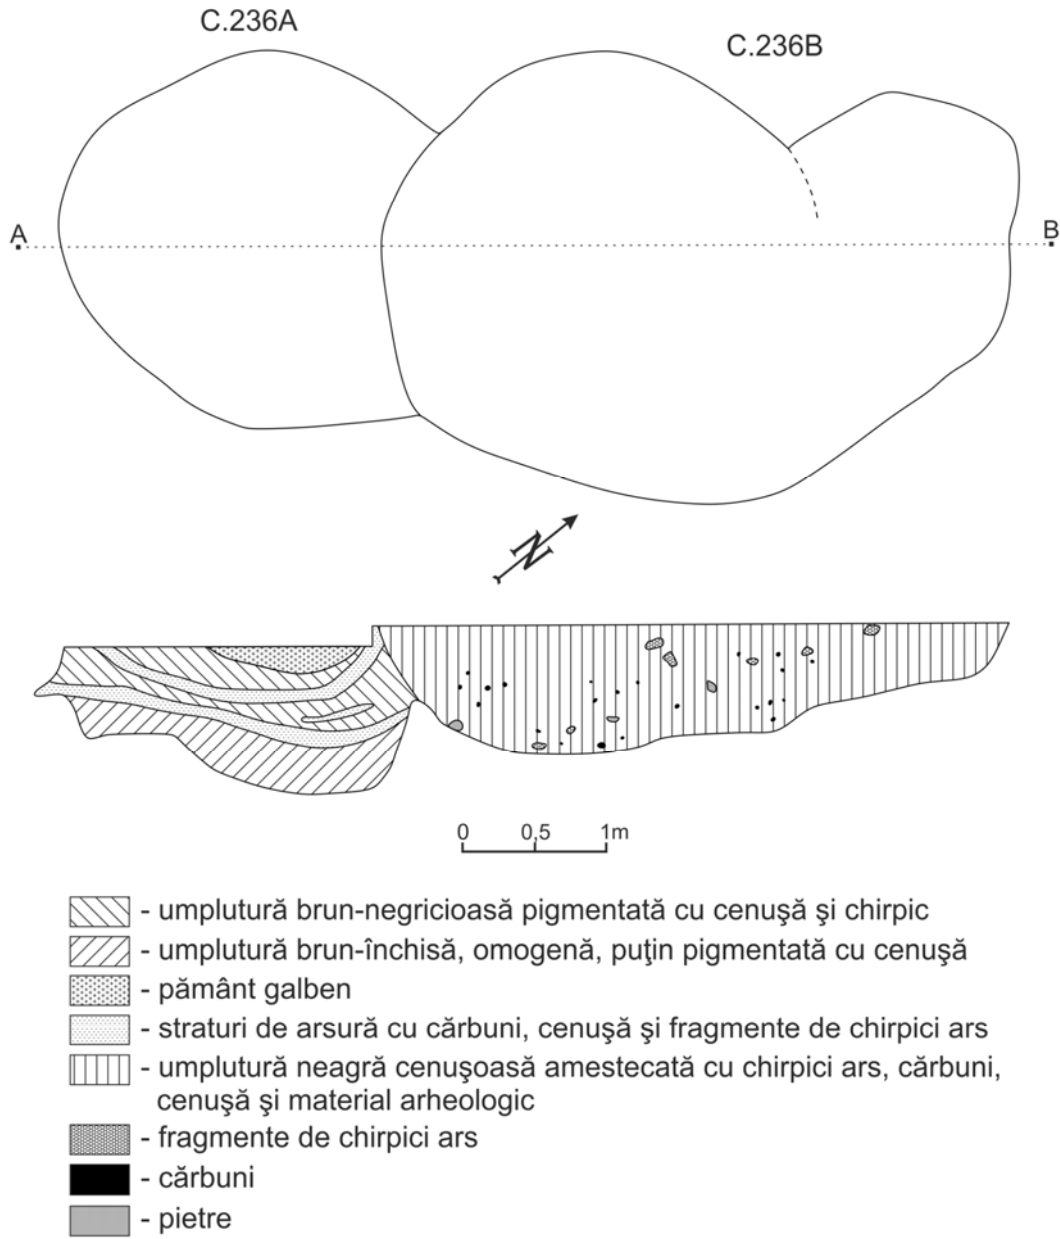 C.236A
C.236B
A
B
N
0 0,5 1m
- umplutură brun-negricioasă pigmentată cu cenuşă şi chirpic
- umplutură brun-închisă, omogenă, puţin pigmentată cu cenuşă
- pământ galben
- straturi de arsură cu cărbuni, cenuşă şi fragmente de chirpici ars
- umplutură neagră cenuşoasă amestecată cu chirpici ars, cărbuni,
cenuşă şi material arheologic
- fragmente de chirpici ars
- cărbuni
- pietre